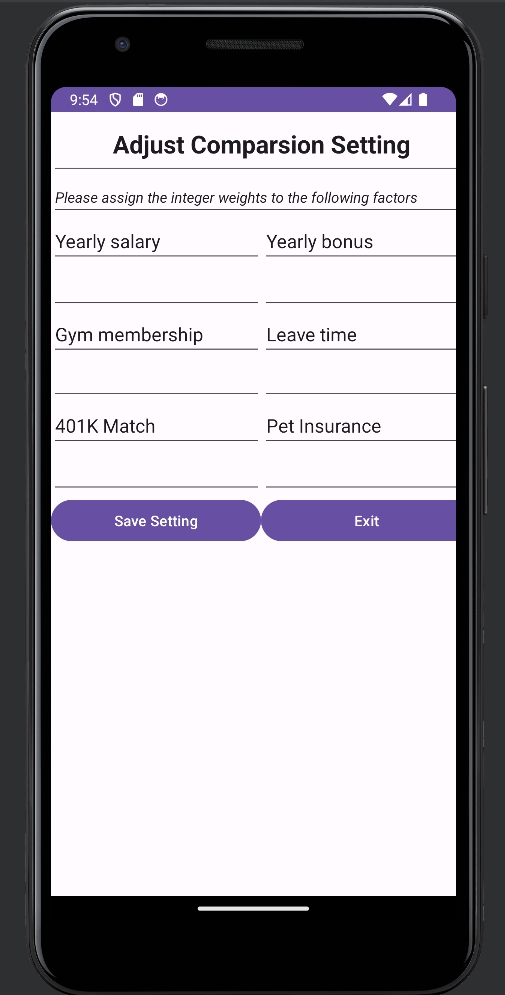 9:54
Adjust Comparsion Setting
Please assign the integer weights to the following factors
Yearly salary Yearly bonus
Gym membership Leave time
401K Match Pet Insurance
Save Setting Exit